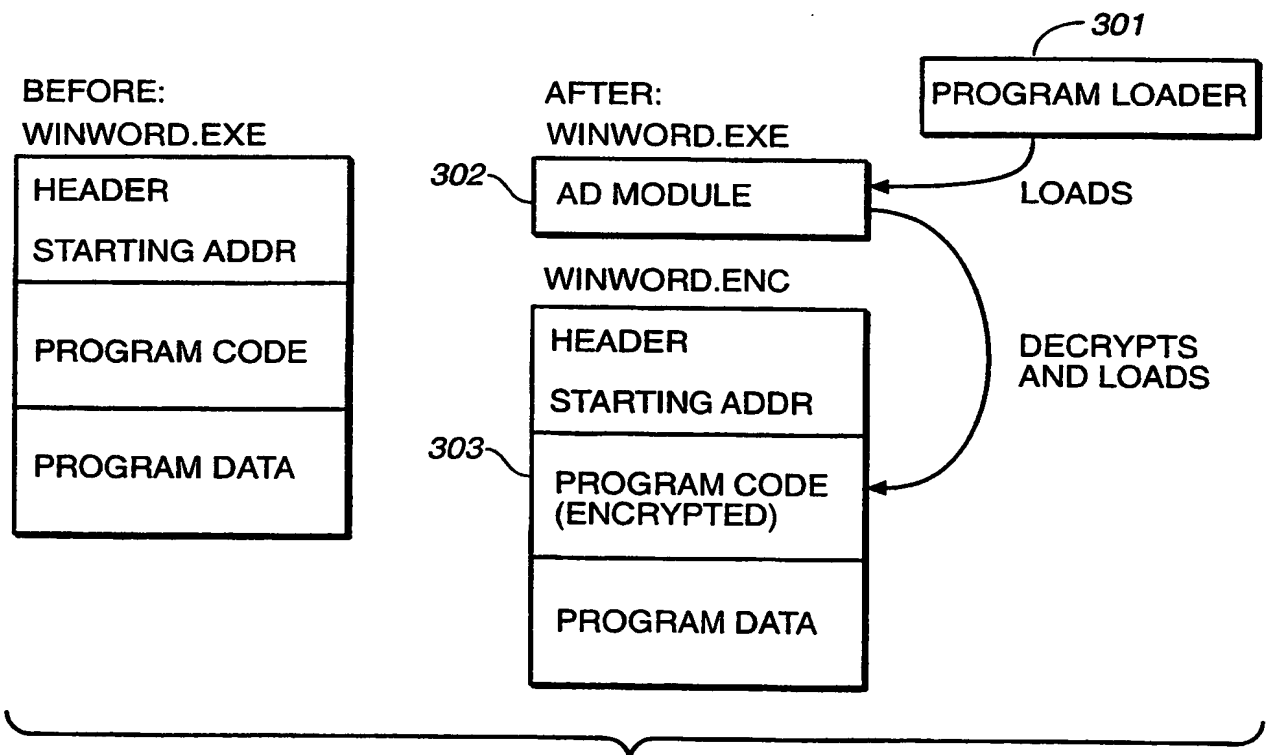 BEFORE:
WINWORD.EXE
HEADER
STARTING ADDR
PROGRAM CODE
PROGRAM DATA
AFTER:
WINWORD.EXE
302
AD MODULE
301
PROGRAM LOADER
LOADS
WINWORD.ENC
HEADER
STARTING ADDR
303
PROGRAM CODE
(ENCRYPTED)
PROGRAM DATA
DECRYPTS
AND LOADS